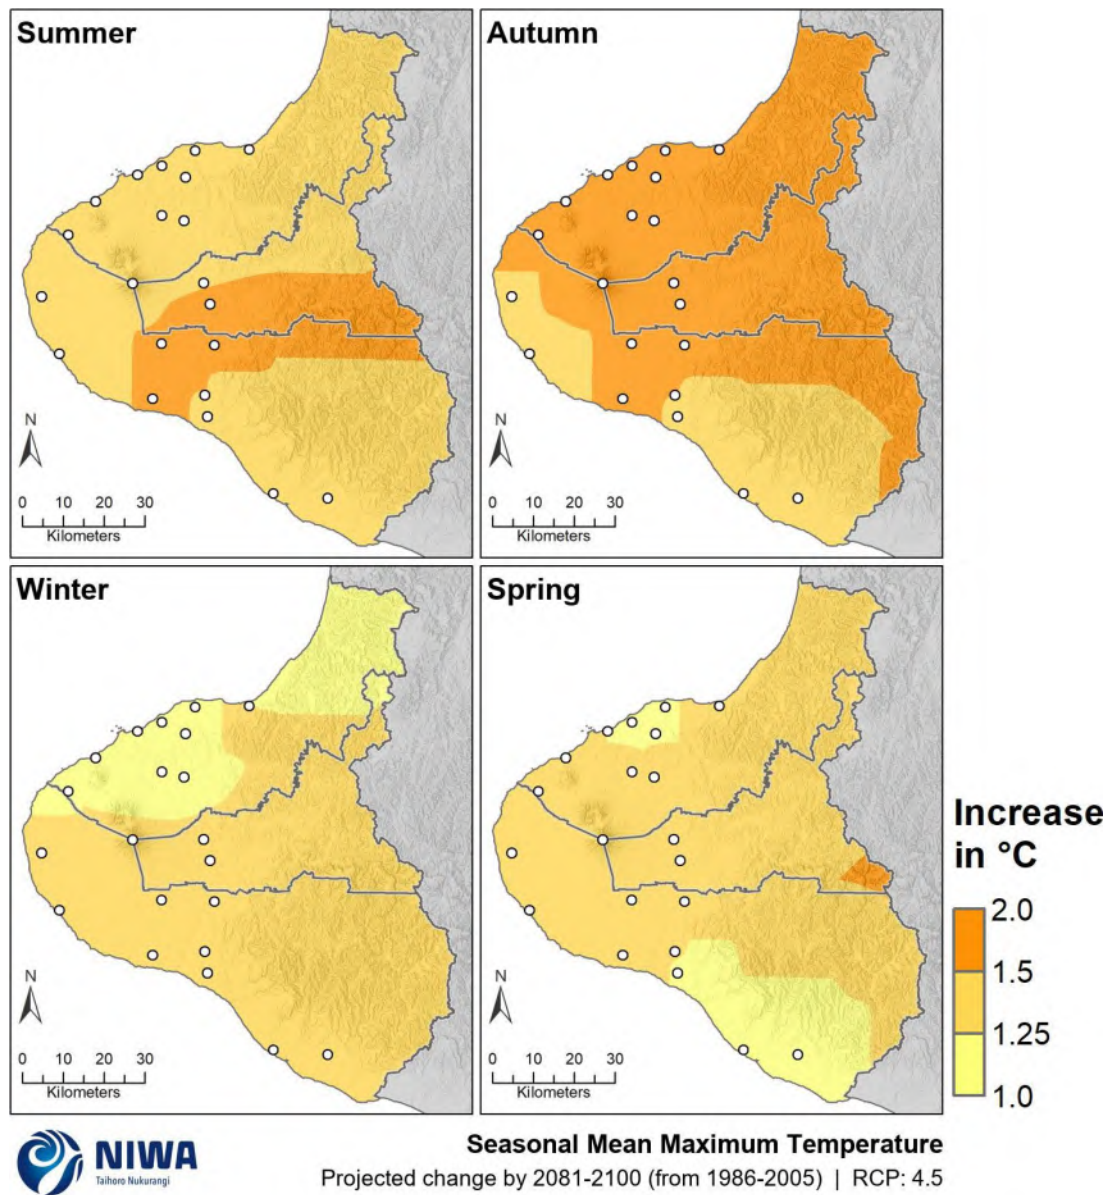 Summer
N
0 10 20 30
Kilometers
Autumn
N
0 10 20 30
Kilometers
Winter
N
0 10 20 30
Kilometers
Spring
N
0 10 20 30
Kilometers
Increase
in °C
2.0
1.5
1.25
1.0
NIWA
Taihoro Nukurangi
Seasonal Mean Maximum Temperature
Projected change by 2081-2100 (from 1986-2005) | RCP: 4.5